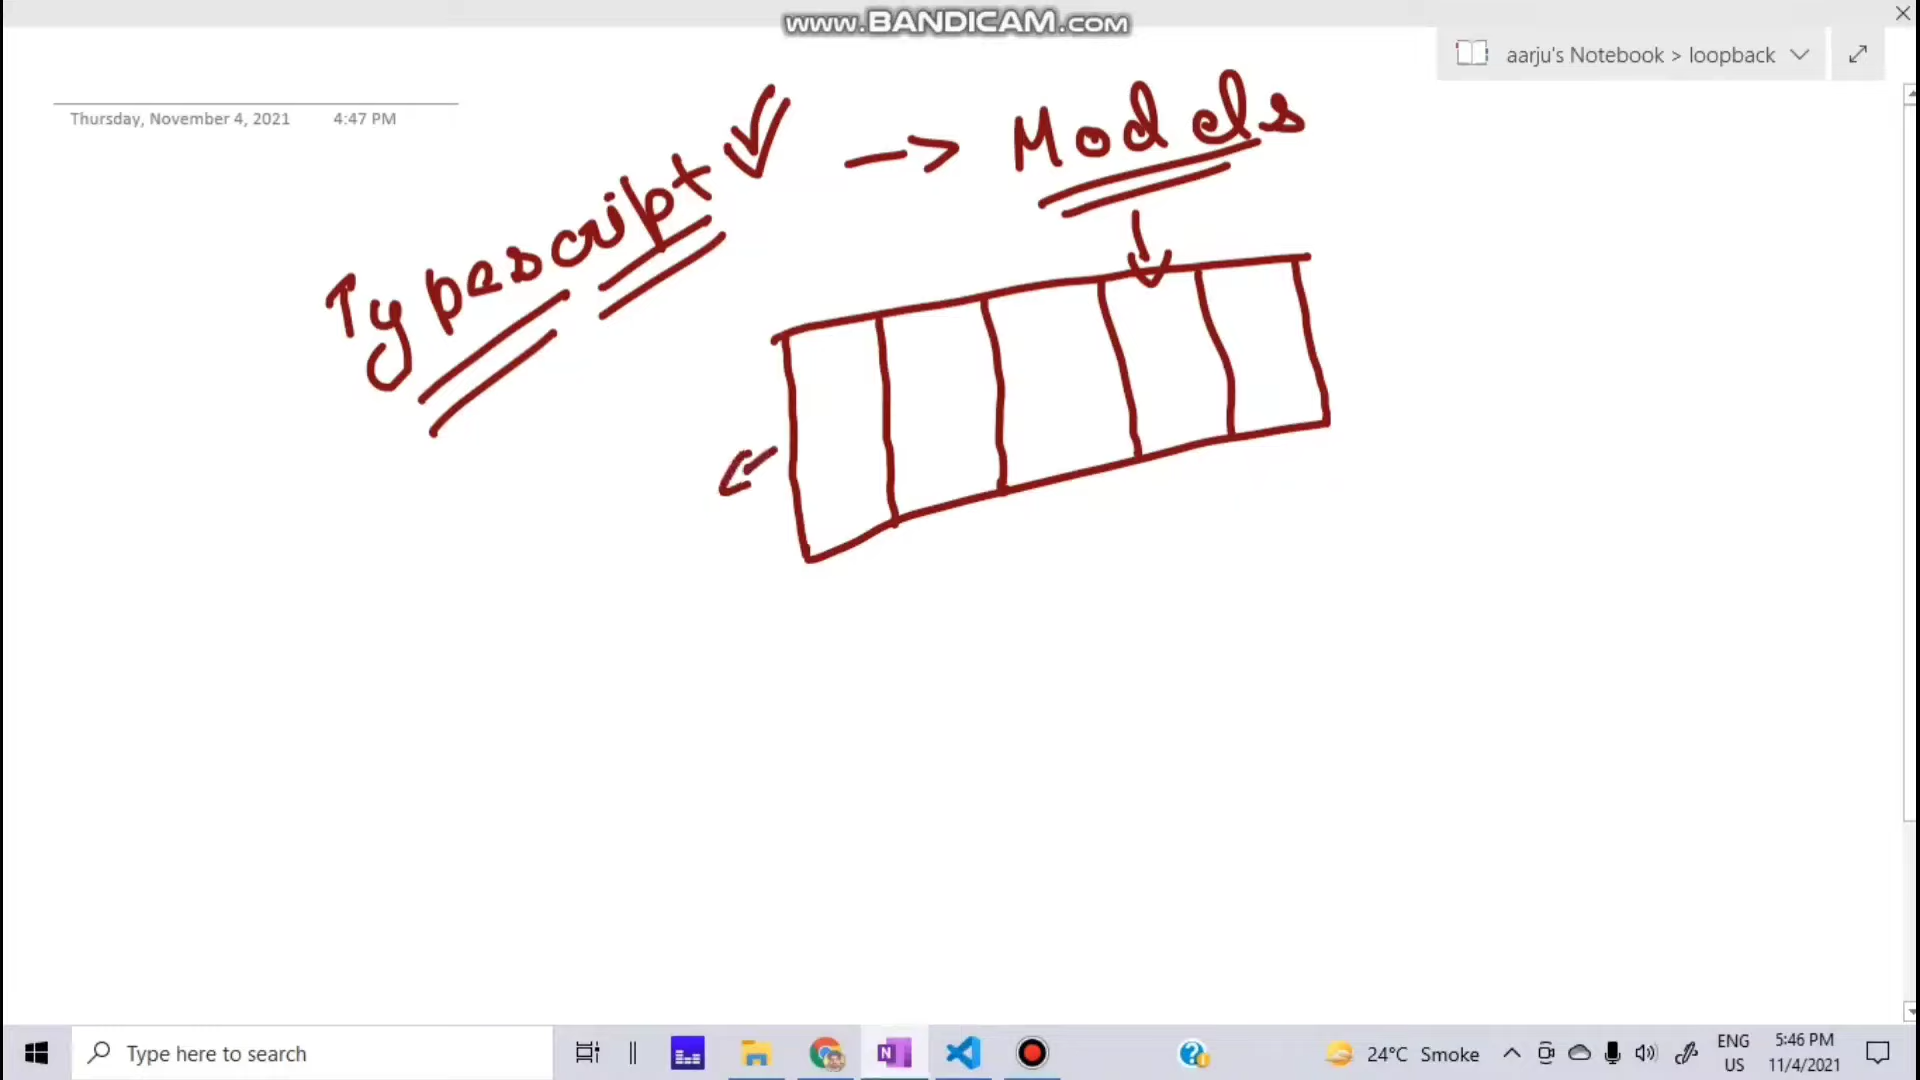 www.BANDICAM.com
aarju's Notebook > loopback
Thursday, November 4, 2021 4:47 PM
Typescript -> Models
Type here to search
24°C Smoke
ENG
US
5:46 PM
11/4/2021